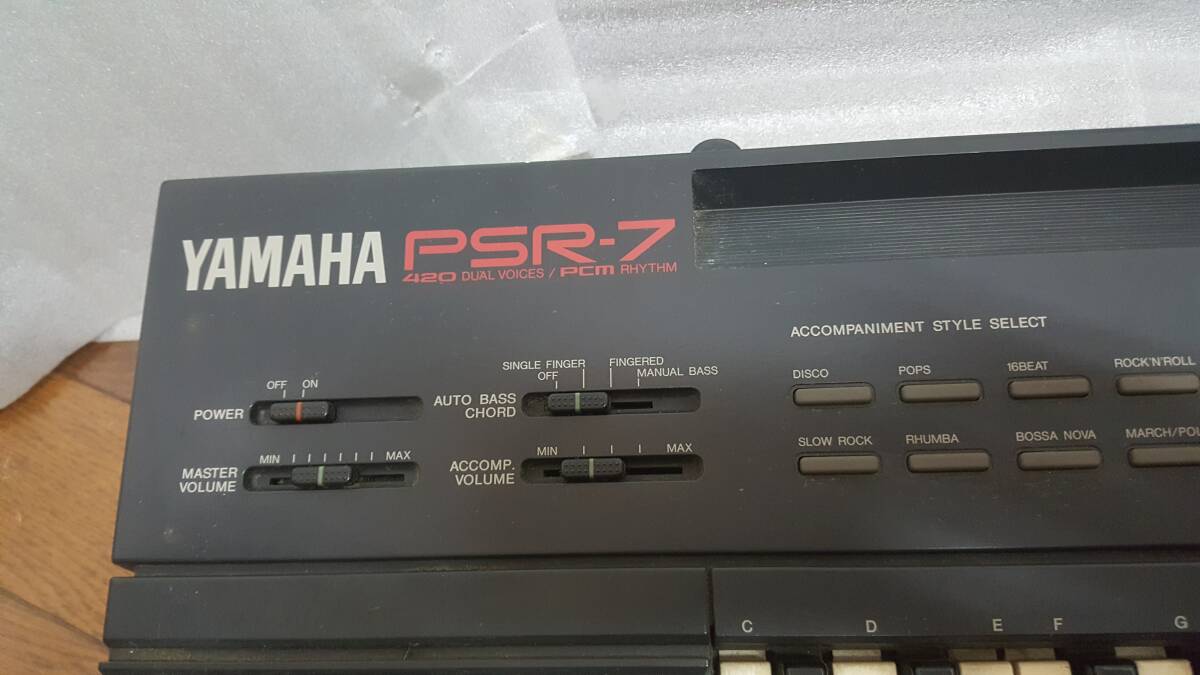 YAMAHA PSR-7
420 DUAL VOICES / PCM RHYTHM
ACCOMPANIMENT STYLE SELECT
DISCO POPS 16BEAT ROCK'N'ROLL
SLOW ROCK RHUMBA BOSSA NOVA MARCH/POL
OFF ON
POWER
SINGLE FINGER FINGERED
OFF MANUAL BASS
AUTO BASS
CHORD
MIN MAX
MASTER
VOLUME
MIN MAX
ACCOMP.
VOLUME
C D E F G